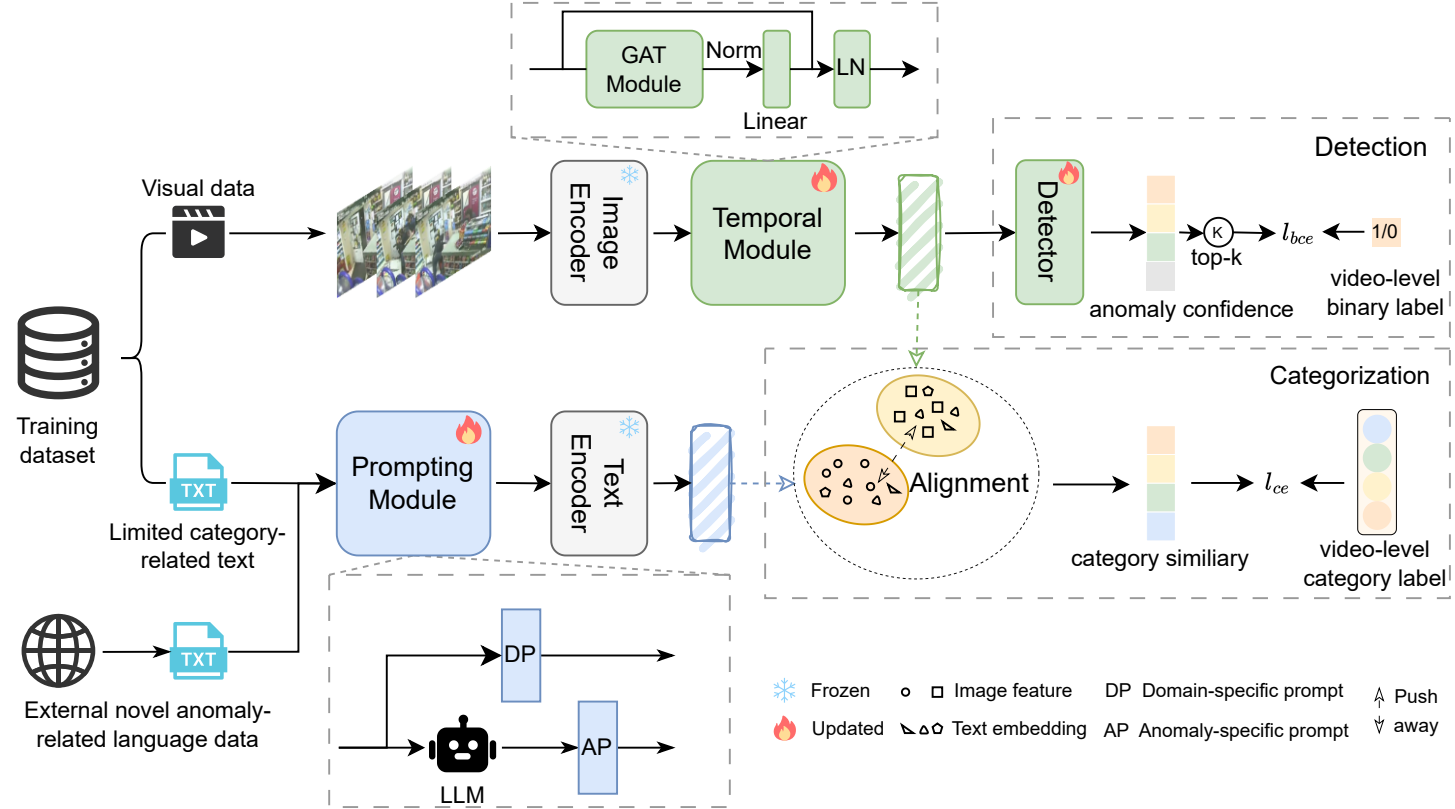 GAT
Module
Norm
Linear
LN
Visual data
Image
Encoder
Temporal
Module
Detection
Detector
K
top-k
l_bce
1/0
anomaly confidence
video-level
binary label
Training
dataset
TXT
Limited category-
related text
Prompting
Module
Text
Encoder
Categorization
Alignment
category similiary
l_ce
video-level
category label
TXT
External novel anomaly-
related language data
DP
LLM
AP
Frozen
Image feature
DP Domain-specific prompt
Push
away
Updated
Text embedding
AP Anomaly-specific prompt